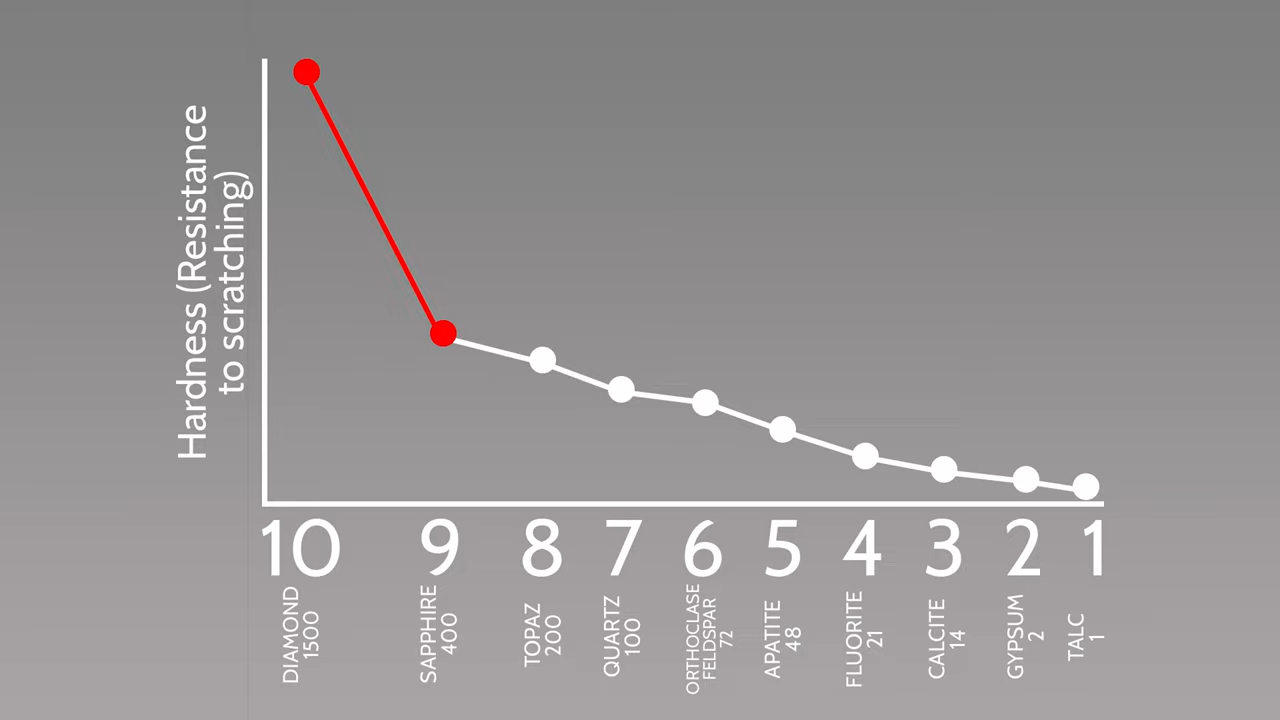 Hardness (Resistance
to scratching)
10
9
8
7
6
5
4
3
2
1
DIAMOND
1500
SAPPHIRE
400
TOPAZ
200
QUARTZ
100
ORTHOCLASE
FELDSPAR
72
APATITE
48
FLUORITE
21
CALCITE
14
GYPSUM
2
TALC
1